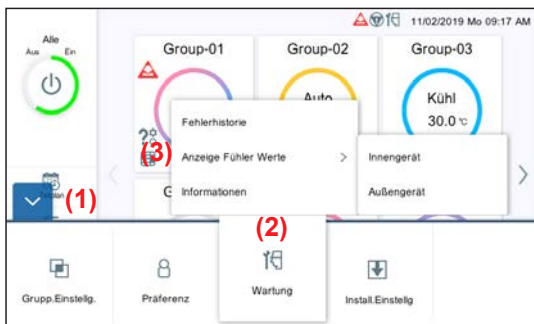 11/02/2019 Mo 09:17 AM
Alle
Aus Ein
Group-01
Group-02
Group-03
Auto
Kühl
30.0 °C
Fehlerhistorie
(3)
Anzeige Fühler Werte >
Informationen
Innengerät
Außengerät
(1)
(2)
Grupp.Einstellg.
Präferenz
Wartung
Install.Einstellg